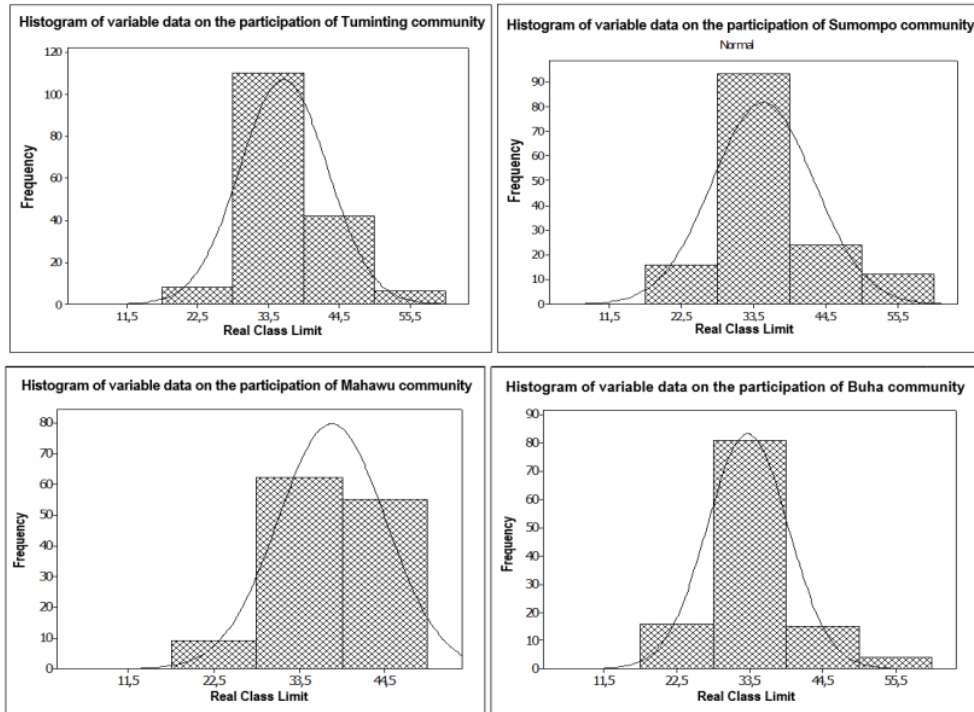 Histogram of variable data on the participation of Tuminting community
120
100
80
60
40
20
0
Frequency
11,5 22,5 33,5 44,5 55,5
Real Class Limit
Histogram of variable data on the participation of Sumompo community
Normal
90
80
70
60
50
40
30
20
10
0
Frequency
11,5 22,5 33,5 44,5 55,5
Real Class Limit
Histogram of variable data on the participation of Mahawu community
80
70
60
50
40
30
20
10
0
Frequency
11,5 22,5 33,5 44,5
Real Class Limit
Histogram of variable data on the participation of Buha community
90
80
70
60
50
40
30
20
10
0
Frequency
11,5 22,5 33,5 44,5 55,5
Real Class Limit